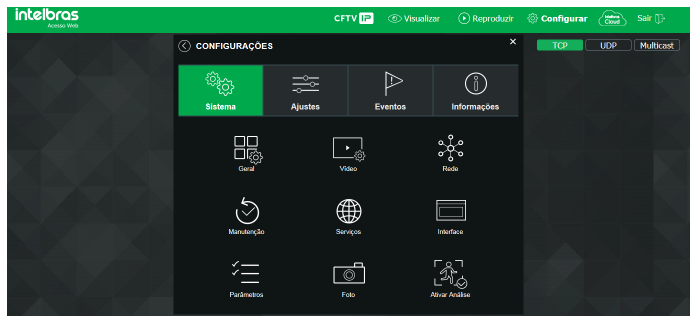 intelbras
Acesso Web
CFTV IP Visualizar Reproduzir Configurar intelbras Cloud Sair
CONFIGURAÇÕES ×
TCP UDP Multicast
Sistema Ajustes Eventos Informações
Geral Vídeo Rede
Manutenção Serviços Interface
Parâmetros Foto Ativar Análise